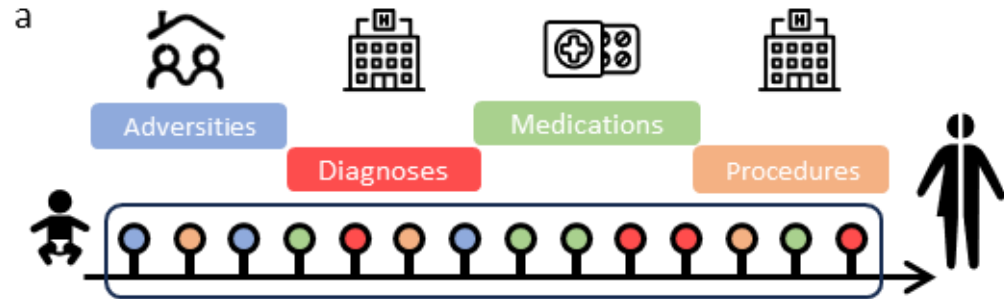 a
H
H
Adversities
Medications
Diagnoses
Procedures